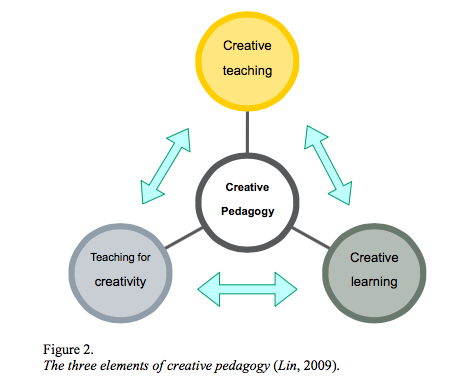 Creative
teaching
Creative
Pedagogy
Teaching for
creativity
Creative
learning
Figure 2.
The three elements of creative pedagogy (Lin, 2009).